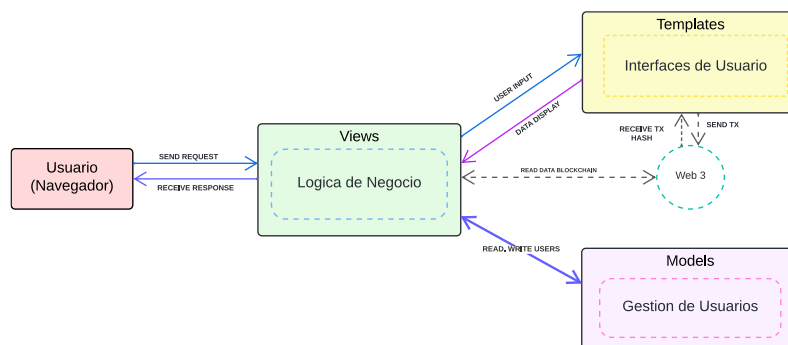 Templates
Interfaces de Usuario
USER INPUT
DATA DISPLAY
RECEIVE TX
HASH
SEND TX
Views
Logica de Negocio
SEND REQUEST
RECEIVE RESPONSE
Usuario
(Navegador)
READ DATA BLOCKCHAIN
Web 3
READ, WRITE USERS
Models
Gestion de Usuarios